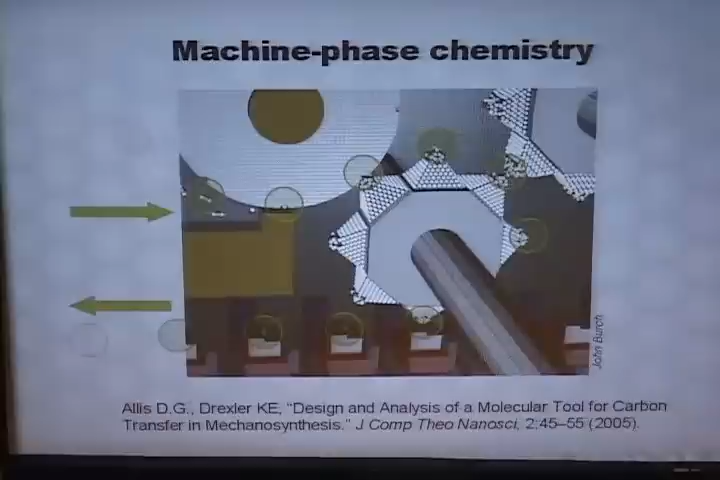 Machine-phase chemistry
John Burch
Allis D.G., Drexler KE, "Design and Analysis of a Molecular Tool for Carbon
Transfer in Mechanosynthesis." J Comp Theo Nanosci, 2:45–55 (2005).